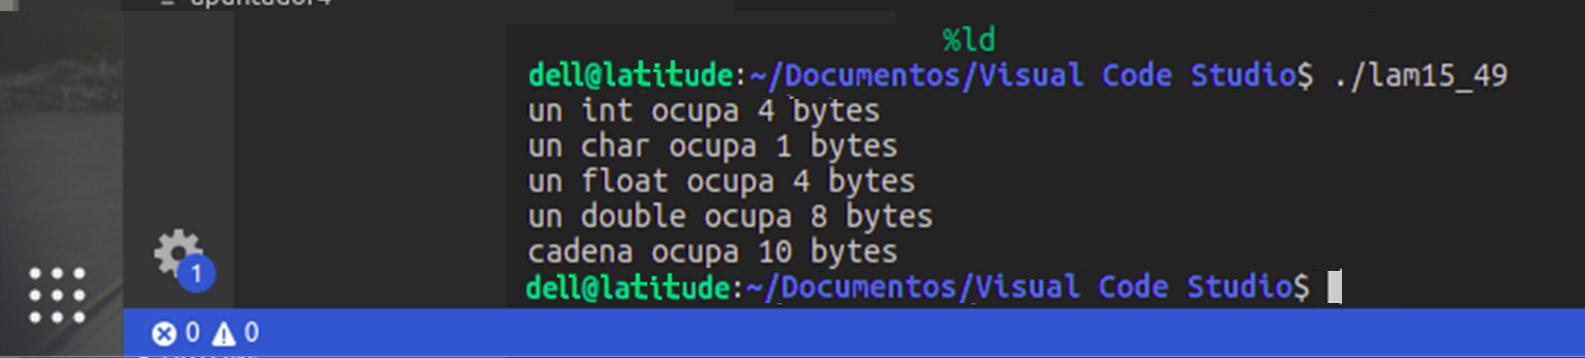 %ld
dell@latitude:~/Documentos/Visual Code Studio$ ./lam15_49
un int ocupa 4 bytes
un char ocupa 1 bytes
un float ocupa 4 bytes
un double ocupa 8 bytes
cadena ocupa 10 bytes
dell@latitude:~/Documentos/Visual Code Studio$
1
0 0